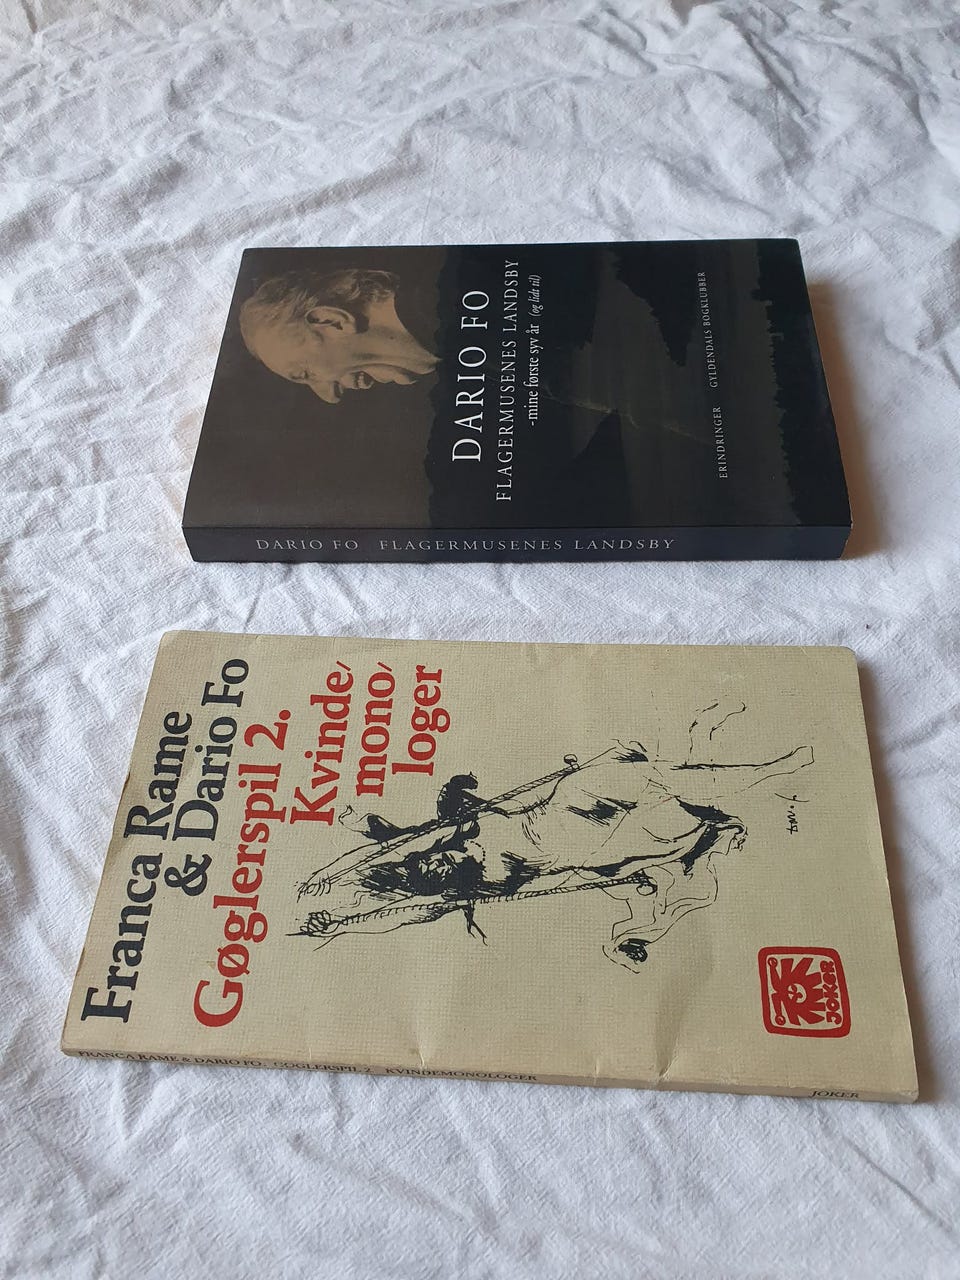 DARIO FO
FLAGERMUSENES LANDSBY
-mine første syv år (og lidt til)
ERINDRINGER GYLDENDALS BOGKLUBBER
DARIO FO FLAGERMUSENES LANDSBY
Franca Rame
& Dario Fo
Gøglerspil 2.
Kvinde/
mono/
loger
JOKER
FRANCA RAME & DARIO FO. GØGLERSPIL 2. KVINDEMONOLOGER JOKER